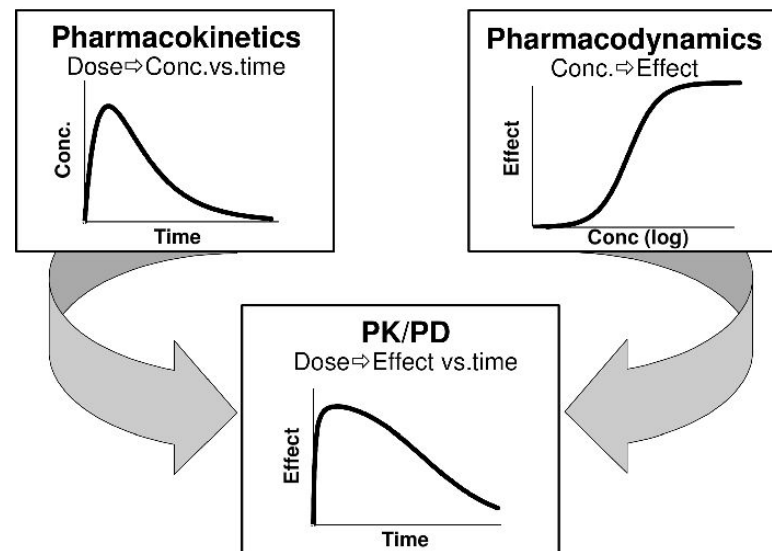 Pharmacokinetics
Dose⇨Conc.vs.time
Conc.
Time
Pharmacodynamics
Conc.⇨Effect
Effect
Conc (log)
PK/PD
Dose⇨Effect vs.time
Effect
Time